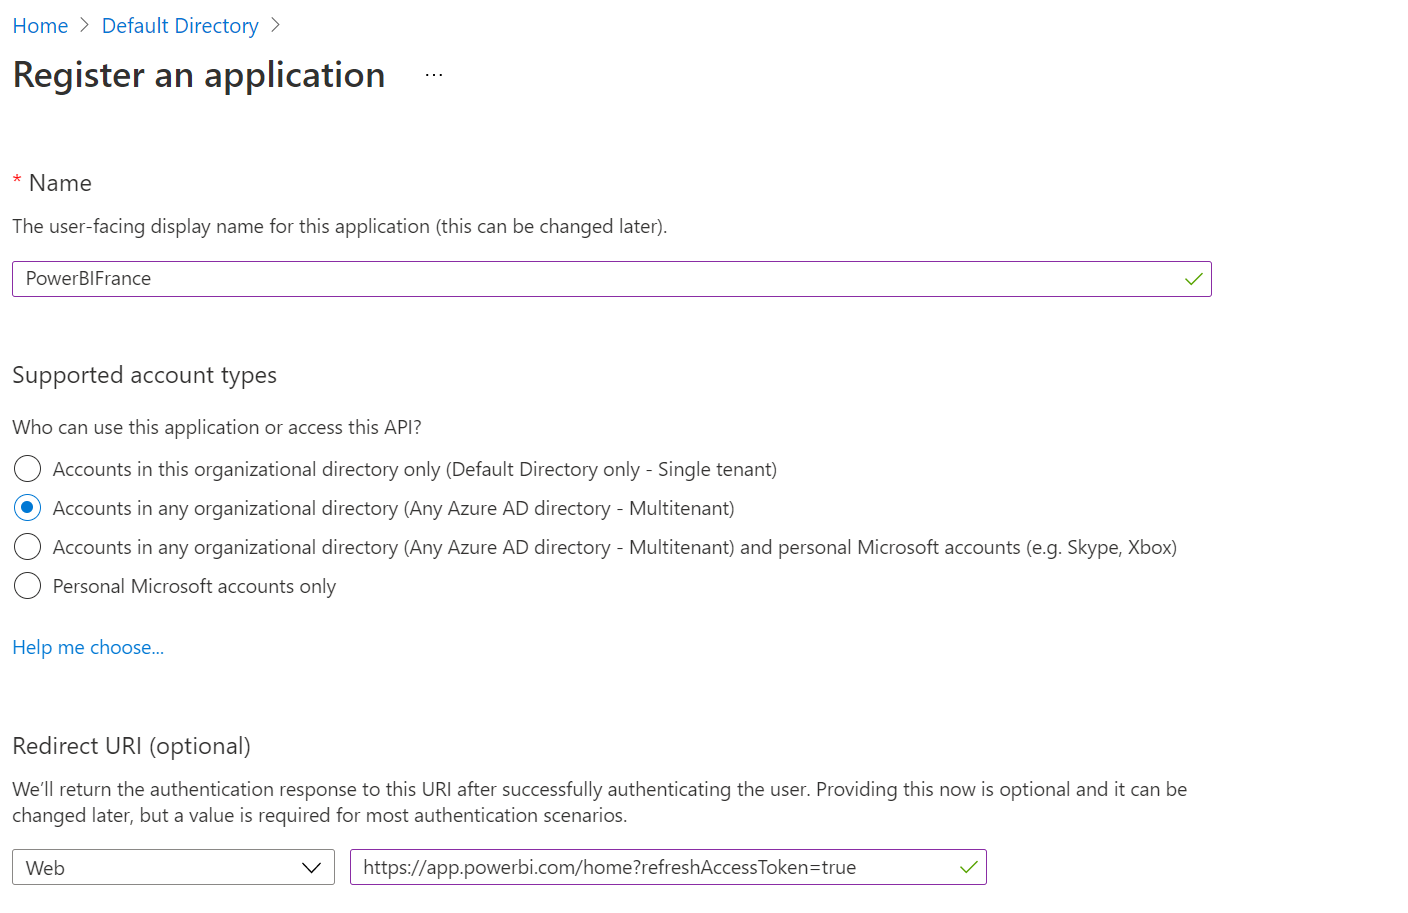 Home > Default Directory >
Register an application ...
* Name
The user-facing display name for this application (this can be changed later).
PowerBIFrance
Supported account types
Who can use this application or access this API?
Accounts in this organizational directory only (Default Directory only - Single tenant)
Accounts in any organizational directory (Any Azure AD directory - Multitenant)
Accounts in any organizational directory (Any Azure AD directory - Multitenant) and personal Microsoft accounts (e.g. Skype, Xbox)
Personal Microsoft accounts only
Help me choose...
Redirect URI (optional)
We'll return the authentication response to this URI after successfully authenticating the user. Providing this now is optional and it can be
changed later, but a value is required for most authentication scenarios.
Web https://app.powerbi.com/home?refreshAccessToken=true